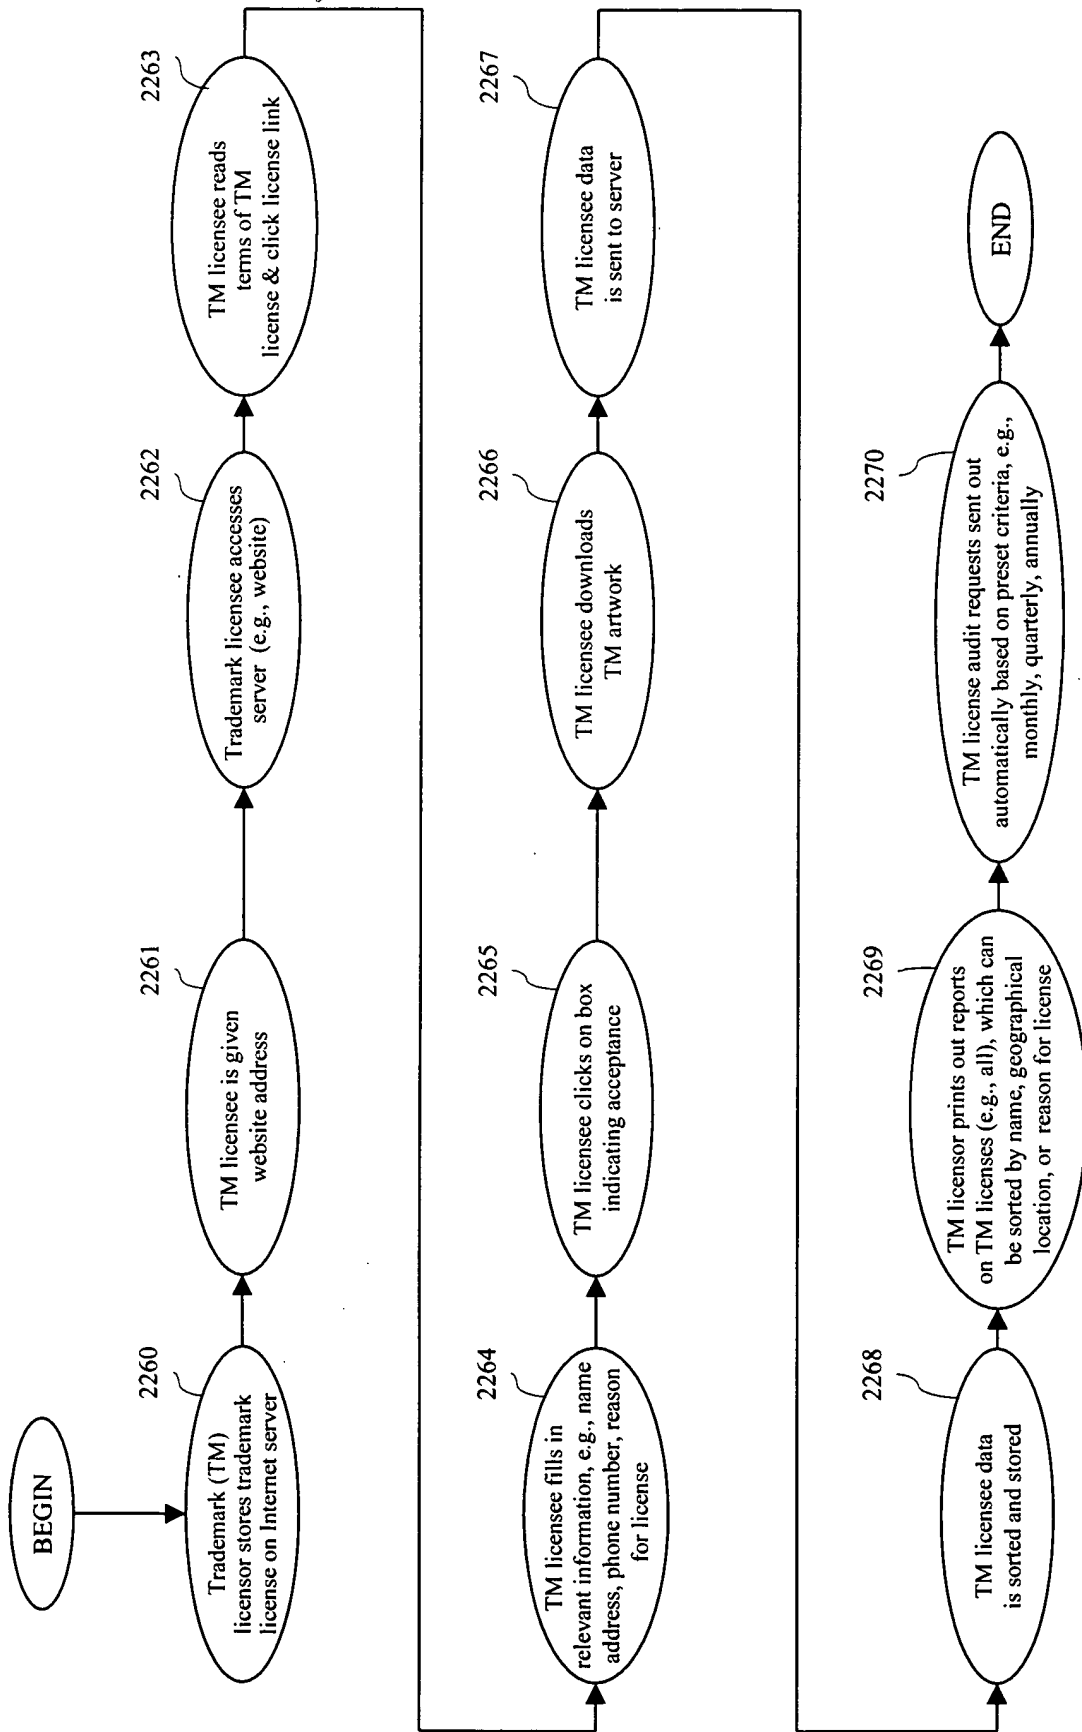 BEGIN
2260
Trademark (TM)
licensor stores trademark
license on Internet server
2261
TM licensee is given
website address
2262
Trademark licensee accesses
server (e.g., website)
2263
TM licensee reads
terms of TM
license & click license link
2264
TM licensee fills in
relevant information, e.g., name
address, phone number, reason
for license
2265
TM licensee clicks on box
indicating acceptance
2266
TM licensee downloads
TM artwork
2267
TM licensee data
is sent to server
2268
TM licensee data
is sorted and stored
2269
TM licensor prints out reports
on TM licenses (e.g., all), which can
be sorted by name, geographical
location, or reason for license
2270
TM license audit requests sent out
automatically based on preset criteria, e.g.,
monthly, quarterly, annually
END